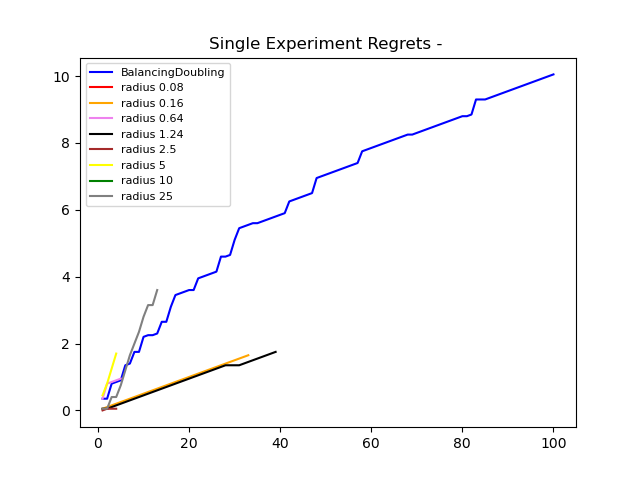 Single Experiment Regrets -
BalancingDoubling
radius 0.08
radius 0.16
radius 0.64
radius 1.24
radius 2.5
radius 5
radius 10
radius 25
10
8
6
4
2
0
0 20 40 60 80 100